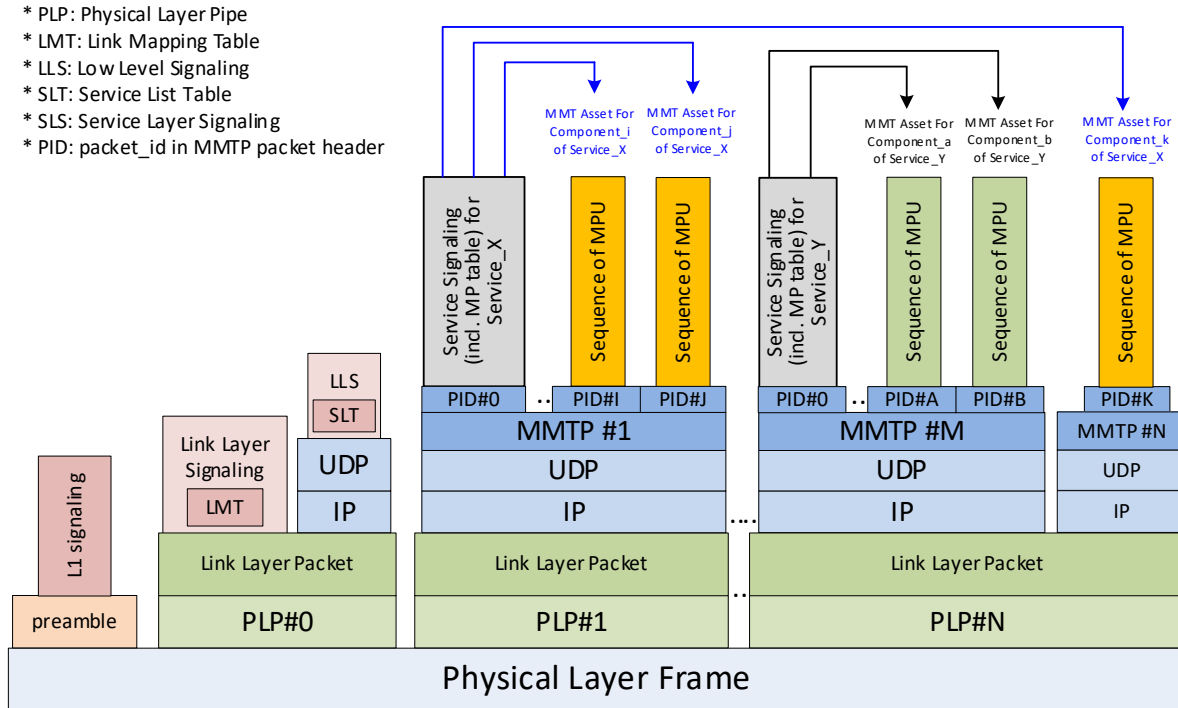 * PLP: Physical Layer Pipe
* LMT: Link Mapping Table
* LLS: Low Level Signaling
* SLT: Service List Table
* SLS: Service Layer Signaling
* PID: packet_id in MMTP packet header
MMT Asset For
Component_i
of Service_X
MMT Asset For
Component_j
of Service_X
MMT Asset For
Component_a
of Service_Y
MMT Asset For
Component_b
of Service_Y
MMT Asset For
Component_k
of Service_X
Service Signaling
(incl. MP table) for
Service_X
Sequence of MPU
Sequence of MPU
Service Signaling
(incl. MP table) for
Service_Y
Sequence of MPU
Sequence of MPU
Sequence of MPU
PID#0
..
PID#I
PID#J
PID#0
..
PID#A
PID#B
PID#K
MMTP #1
MMTP #M
MMTP #N
UDP
UDP
UDP
IP
....
IP
IP
LLS
SLT
UDP
IP
Link Layer
Signaling
LMT
L1 signaling
Link Layer Packet
Link Layer Packet
Link Layer Packet
preamble
PLP#0
PLP#1
..
PLP#N
Physical Layer Frame